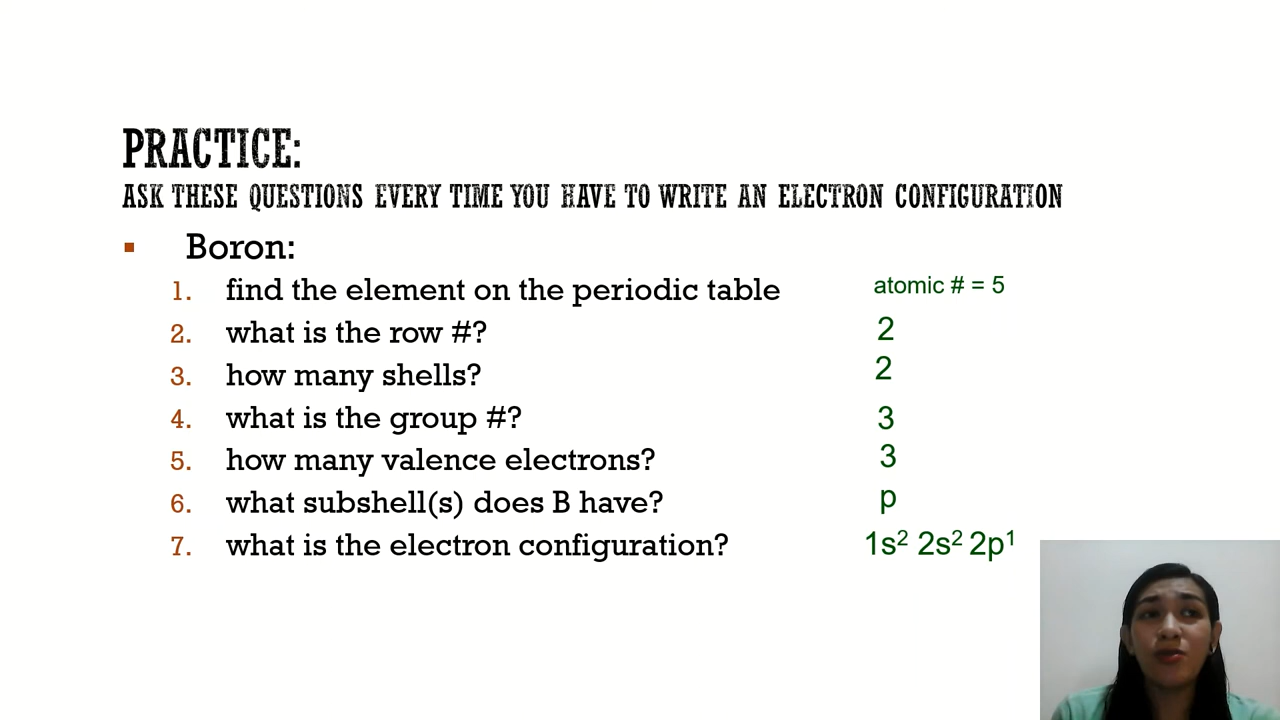 PRACTICE:
ASK THESE QUESTIONS EVERY TIME YOU HAVE TO WRITE AN ELECTRON CONFIGURATION
▪ Boron:
1. find the element on the periodic table atomic # = 5
2. what is the row #? 2
3. how many shells? 2
4. what is the group #? 3
5. how many valence electrons? 3
6. what subshell(s) does B have? p
7. what is the electron configuration? 1s² 2s² 2p¹